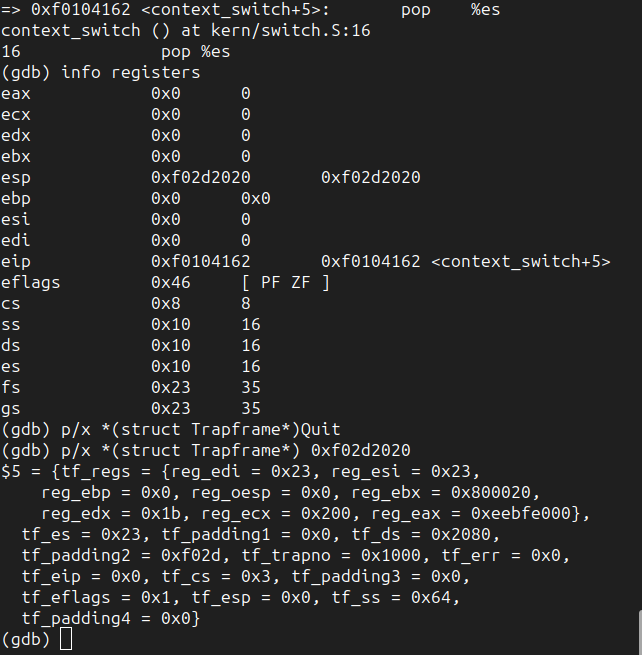 => 0xf0104162 <context_switch+5>: pop %es
context_switch () at kern/switch.S:16
16 pop %es
(gdb) info registers
eax 0x0 0
ecx 0x0 0
edx 0x0 0
ebx 0x0 0
esp 0xf02d2020 0xf02d2020
ebp 0x0 0x0
esi 0x0 0
edi 0x0 0
eip 0xf0104162 0xf0104162 <context_switch+5>
eflags 0x46 [ PF ZF ]
cs 0x8 8
ss 0x10 16
ds 0x10 16
es 0x10 16
fs 0x23 35
gs 0x23 35
(gdb) p/x *(struct Trapframe*)Quit
(gdb) p/x *(struct Trapframe*) 0xf02d2020
$5 = {tf_regs = {reg_edi = 0x23, reg_esi = 0x23,
reg_ebp = 0x0, reg_oesp = 0x0, reg_ebx = 0x800020,
reg_edx = 0x1b, reg_ecx = 0x200, reg_eax = 0xeebfe000},
tf_es = 0x23, tf_padding1 = 0x0, tf_ds = 0x2080,
tf_padding2 = 0xf02d, tf_trapno = 0x1000, tf_err = 0x0,
tf_eip = 0x0, tf_cs = 0x3, tf_padding3 = 0x0,
tf_eflags = 0x1, tf_esp = 0x0, tf_ss = 0x64,
tf_padding4 = 0x0}
(gdb)